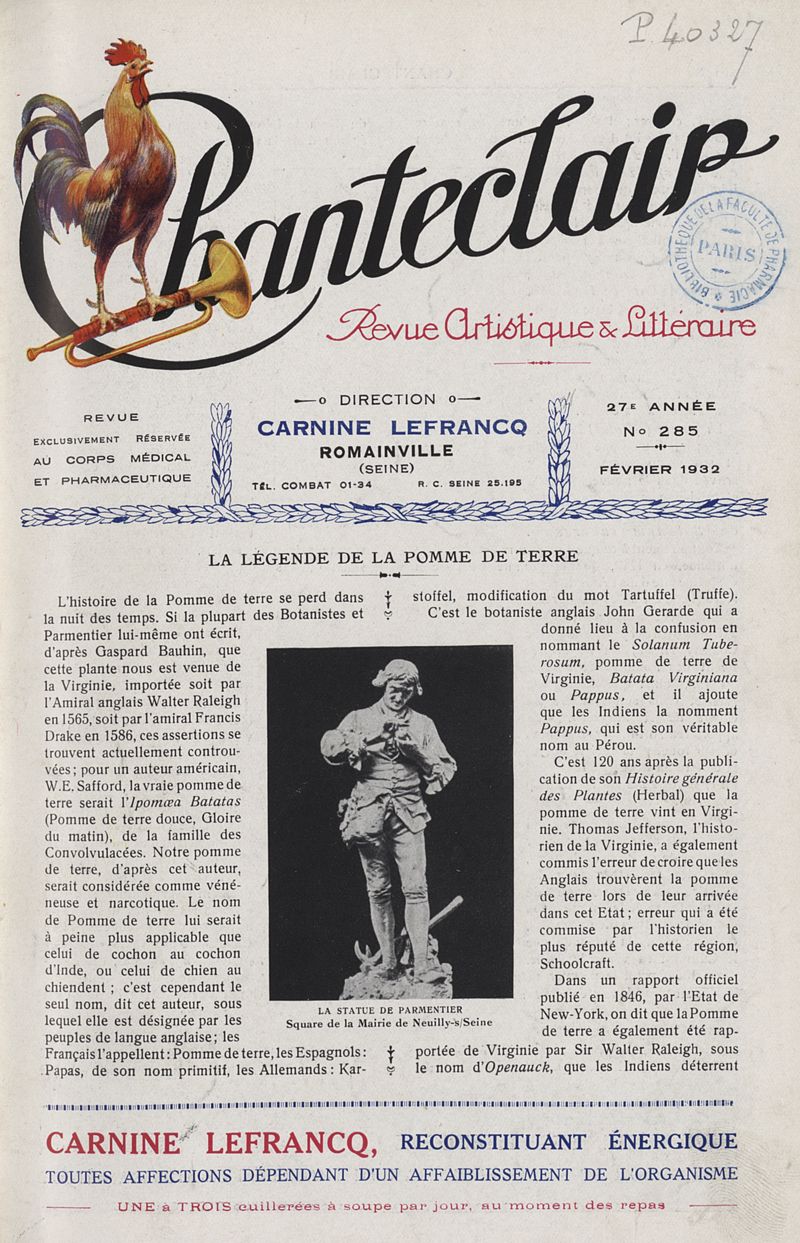 P. 40327
Chanteclair
BIBLIOTHEQUE DE LA FACULTÉ DE PHARMACIE
PARIS
Revue Artistique & Littéraire
REVUE
EXCLUSIVEMENT RÉSERVÉE
AU CORPS MÉDICAL
ET PHARMACEUTIQUE
DIRECTION
CARNINE LEFRANCQ
ROMAINVILLE
(SEINE)
TÉL. COMBAT 01-34 R. C. SEINE 25.195
27E ANNÉE
No 285
FÉVRIER 1932
LA LÉGENDE DE LA POMME DE TERRE
L'histoire de la Pomme de terre se perd dans
la nuit des temps. Si la plupart des Botanistes et
Parmentier lui-même ont écrit,
d'après Gaspard Bauhin, que
cette plante nous est venue de
la Virginie, importée soit par
l'Amiral anglais Walter Raleigh
en 1565, soit par l'amiral Francis
Drake en 1586, ces assertions se
trouvent actuellement controu-
vées; pour un auteur américain,
W.E. Safford, la vraie pomme de
terre serait l'Ipomœa Batatas
(Pomme de terre douce, Gloire
du matin), de la famille des
Convolvulacées. Notre pomme
de terre, d'après cet auteur,
serait considérée comme véné-
neuse et narcotique. Le nom
de Pomme de terre lui serait
à peine plus applicable que
celui de cochon au cochon
d'Inde, ou celui de chien au
chiendent ; c'est cependant le
seul nom, dit cet auteur, sous
lequel elle est désignée par les
peuples de langue anglaise; les
Français l'appellent: Pomme de terre, les Espagnols:
Papas, de son nom primitif, les Allemands: Kar-
LA STATUE DE PARMENTIER
Square de la Mairie de Neuilly-s/Seine
stoffel, modification du mot Tartuffel (Truffe).
C'est le botaniste anglais John Gerarde qui a
donné lieu à la confusion en
nommant le Solanum Tube-
rosum, pomme de terre de
Virginie, Batata Virginiana
ou Pappus, et il ajoute
que les Indiens la nomment
Pappus, qui est son véritable
nom au Pérou.
C'est 120 ans après la publi-
cation de son Histoire générale
des Plantes (Herbal) que la
pomme de terre vint en Virgi-
nie. Thomas Jefferson, l'histo-
rien de la Virginie, a également
commis l'erreur de croire que les
Anglais trouvèrent la pomme
de terre lors de leur arrivée
dans cet Etat; erreur qui a été
commise par l'historien le
plus réputé de cette région,
Schoolcraft.
Dans un rapport officiel
publié en 1846, par l'Etat de
New-York, on dit que la Pomme
de terre a également été rap-
portée de Virginie par Sir Walter Raleigh, sous
le nom d'Openauck, que les Indiens déterrent
CARNINE LEFRANCQ, RECONSTITUANT ÉNERGIQUE
TOUTES AFFECTIONS DÉPENDANT D'UN AFFAIBLISSEMENT DE L'ORGANISME
UNE à TROIS cuillerées à soupe par jour, au moment des repas